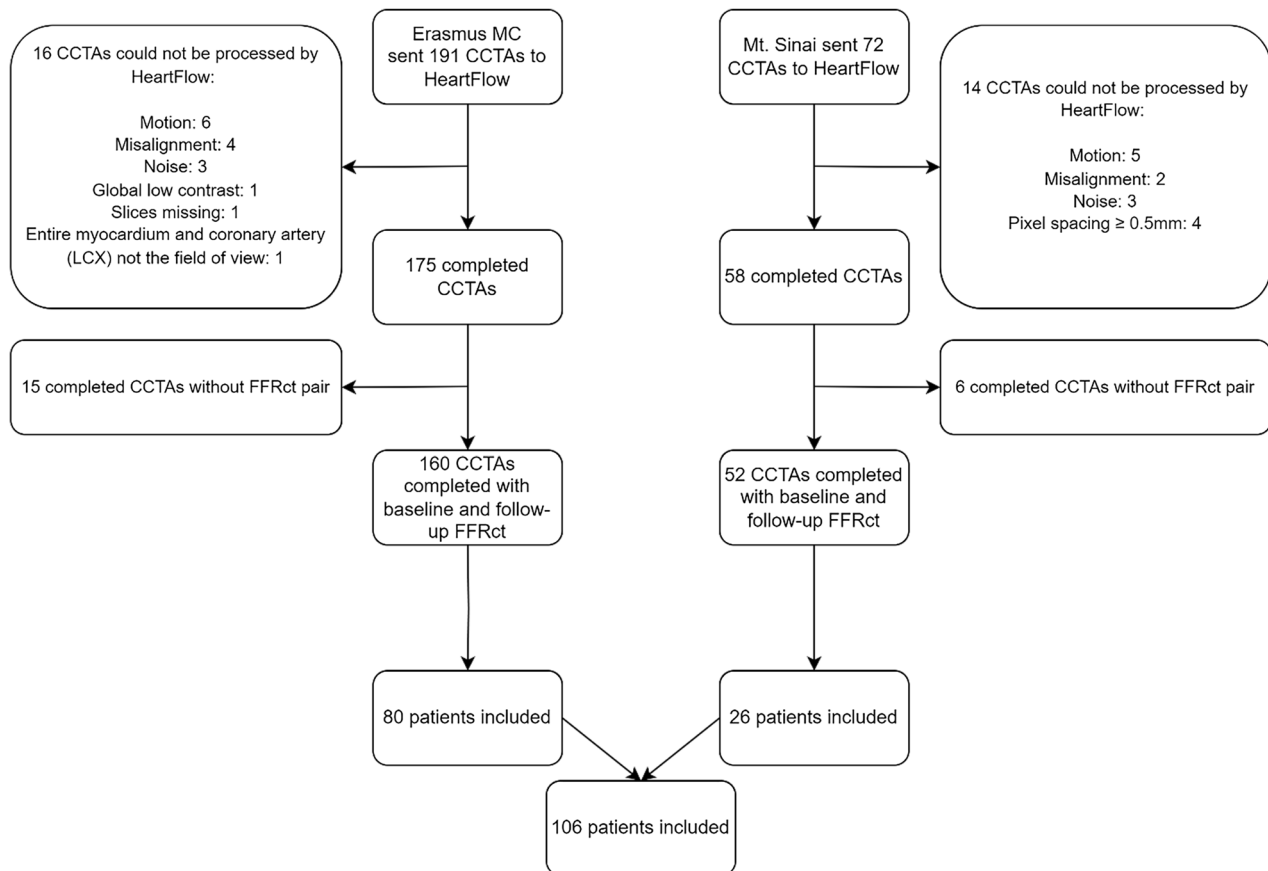 Erasmus MC
sent 191 CCTAs to
HeartFlow
Mt. Sinai sent 72
CCTAs to HeartFlow
16 CCTAs could not be processed by
HeartFlow:
Motion: 6
Misalignment: 4
Noise: 3
Global low contrast: 1
Slices missing: 1
Entire myocardium and coronary artery
(LCX) not the field of view: 1
14 CCTAs could not be processed by
HeartFlow:
Motion: 5
Misalignment: 2
Noise: 3
Pixel spacing ≥ 0.5mm: 4
175 completed
CCTAs
58 completed CCTAs
15 completed CCTAs without FFRct pair
6 completed CCTAs without FFRct pair
160 CCTAs
completed with
baseline and follow-
up FFRct
52 CCTAs completed
with baseline and
follow-up FFRct
80 patients included
26 patients included
106 patients included